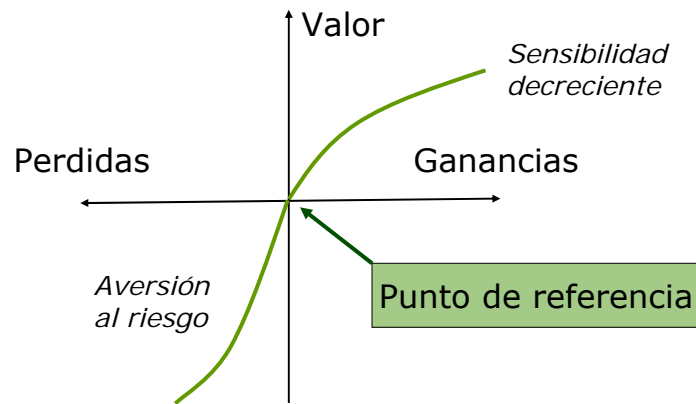 Valor
Sensibilidad
decreciente
Perdidas
Ganancias
Aversión
al riesgo
Punto de referencia